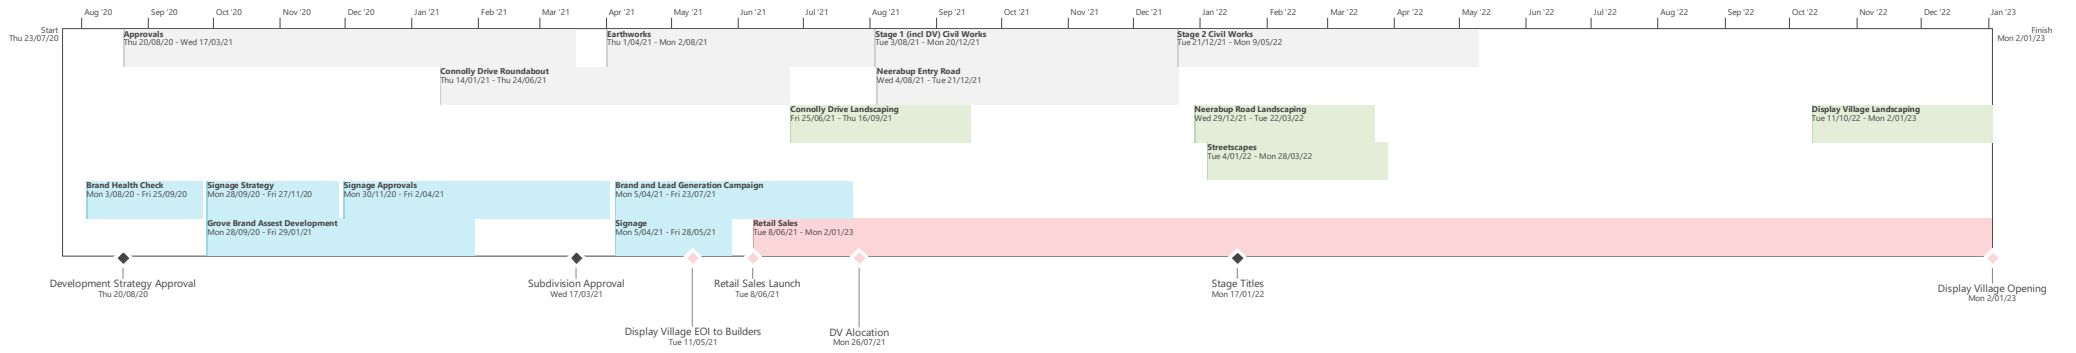 Aug '20 Sep '20 Oct '20 Nov '20 Dec '20 Jan '21 Feb '21 Mar '21 Apr '21 May '21 Jun '21 Jul '21 Aug '21 Sep '21 Oct '21 Nov '21 Dec '21 Jan '22 Feb '22 Mar '22 Apr '22 May '22 Jun '22 Jul '22 Aug '22 Sep '22 Oct '22 Nov '22 Dec '22 Jan '23
Start
Thu 23/07/20
Finish
Mon 2/01/23
Approvals
Thu 20/08/20 - Wed 17/03/21
Earthworks
Thu 1/04/21 - Mon 2/08/21
Stage 1 (incl DV) Civil Works
Tue 3/08/21 - Mon 20/12/21
Stage 2 Civil Works
Tue 21/12/21 - Mon 9/05/22
Connolly Drive Roundabout
Thu 14/01/21 - Thu 24/06/21
Neerabup Entry Road
Wed 4/08/21 - Tue 21/12/21
Connolly Drive Landscaping
Fri 25/06/21 - Thu 16/09/21
Neerabup Road Landscaping
Wed 29/12/21 - Tue 22/03/22
Display Village Landscaping
Tue 11/10/22 - Mon 2/01/23
Streetscapes
Tue 4/01/22 - Mon 28/03/22
Brand Health Check
Mon 3/08/20 - Fri 25/09/20
Signage Strategy
Mon 28/09/20 - Fri 27/11/20
Signage Approvals
Mon 30/11/20 - Fri 2/04/21
Brand and Lead Generation Campaign
Mon 5/04/21 - Fri 23/07/21
Grove Brand Assest Development
Mon 28/09/20 - Fri 29/01/21
Signage
Mon 5/04/21 - Fri 28/05/21
Retail Sales
Tue 8/06/21 - Mon 2/01/23
Development Strategy Approval
Thu 20/08/20
Subdivision Approval
Wed 17/03/21
Retail Sales Launch
Tue 8/06/21
Stage Titles
Mon 17/01/22
Display Village Opening
Mon 2/01/23
Display Village EOI to Builders
Tue 11/05/21
DV Alocation
Mon 26/07/21